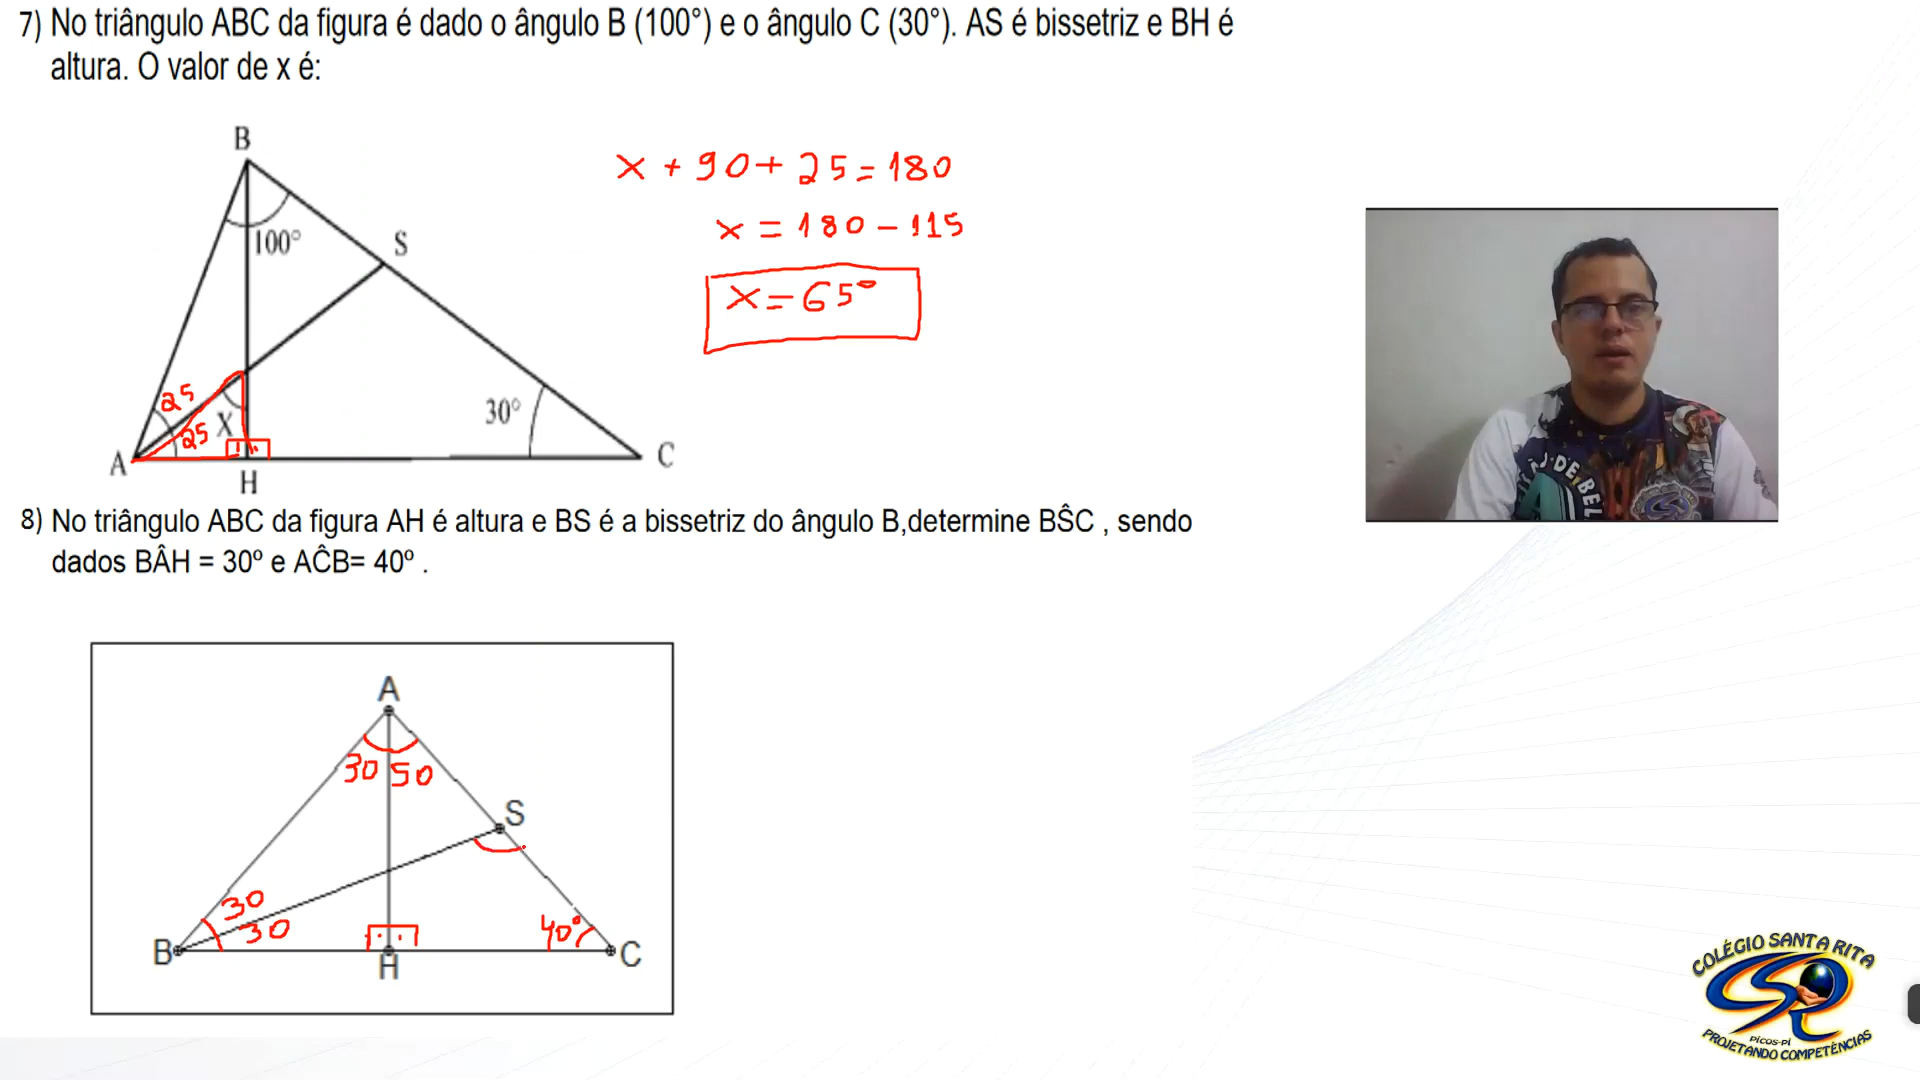 7) No triângulo ABC da figura é dado o ângulo B (100°) e o ângulo C (30°). AS é bissetriz e BH é
altura. O valor de x é:
B
100°
S
x + 90 + 25 = 180
x = 180 - 115
x = 65°
25
25
X
30°
A
H
C
8) No triângulo ABC da figura AH é altura e BS é a bissetriz do ângulo B,determine BŜC , sendo
dados BÂH = 30º e AĈB= 40º .
A
30
50
S
30
30
40°
B
H
C
DE BEL
COLÉGIO SANTA RITA
PICOS-PI
PROJETANDO COMPETÊNCIAS